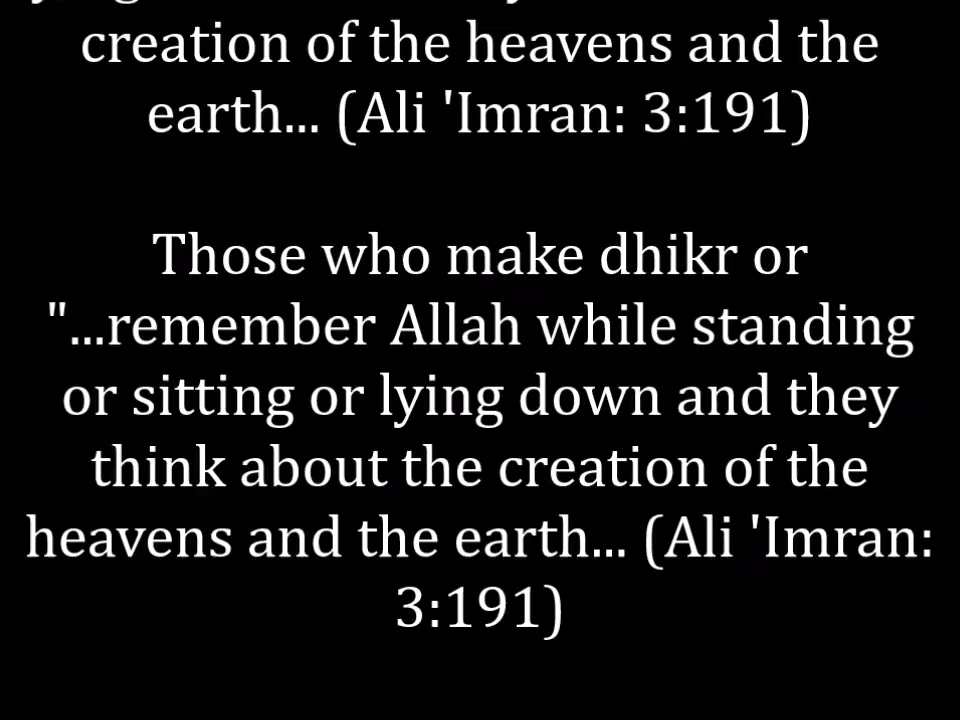 creation of the heavens and the
earth... (Ali 'Imran: 3:191)
Those who make dhikr or
"...remember Allah while standing
or sitting or lying down and they
think about the creation of the
heavens and the earth... (Ali 'Imran:
3:191)